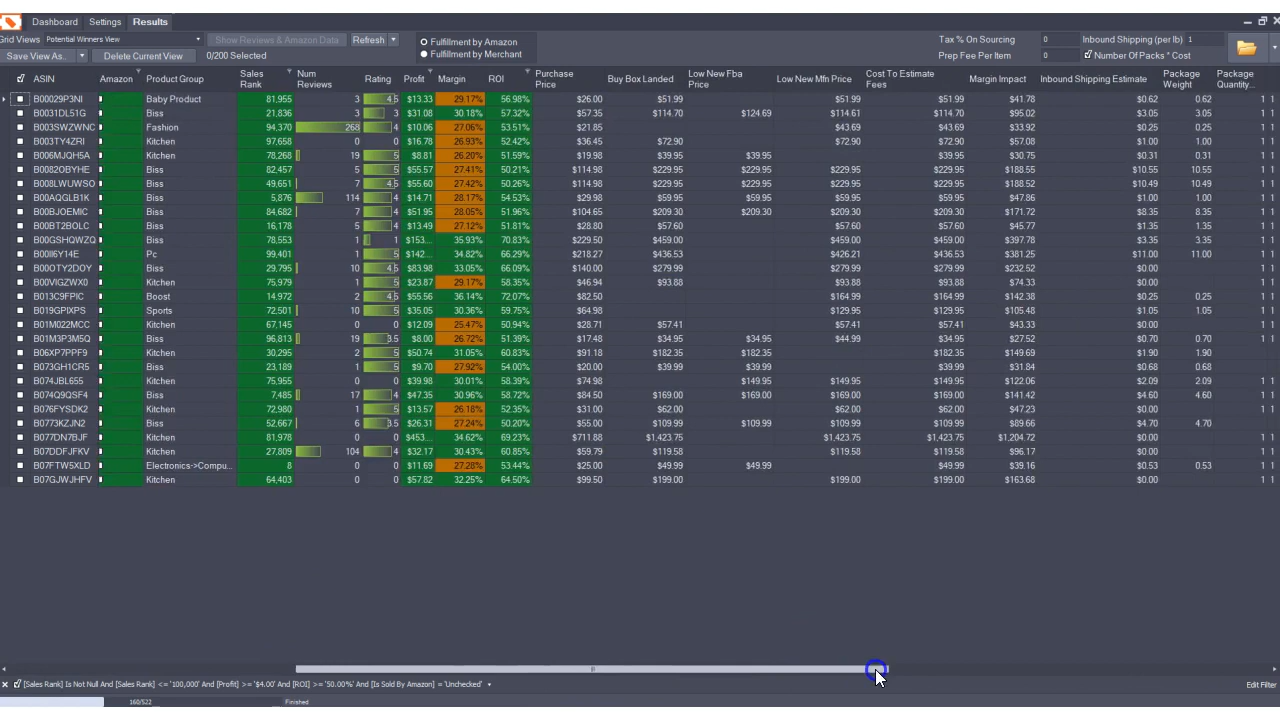 Dashboard Settings Results
Grid Views Potential Winners View Show Reviews & Amazon Data Refresh Fulfillment by Amazon Tax % On Sourcing 0 Inbound Shipping (per lb) 1
Save View As.. Delete Current View 0/200 Selected Fulfillment by Merchant Prep Fee Per Item 0 Number Of Packs * Cost
ASIN Amazon Product Group Sales Rank Num Reviews Rating Profit Margin ROI Purchase Price Buy Box Landed Low New Fba Price Low New Mfn Price Cost To Estimate Fees Margin Impact Inbound Shipping Estimate Package Weight Package Quantity...
B00029P3NI Baby Product 81,955 3 4.5 $13.33 29.17% 56.98% $26.00 $51.99 $51.99 $51.99 $41.78 $0.62 0.62 1 1
B0031DL51G Biss 21,836 3 3 $31.08 30.18% 57.32% $57.35 $114.70 $124.69 $114.61 $114.70 $95.02 $3.05 3.05 1 1
B003SWZWNC Fashion 94,370 268 4 $10.06 27.06% 53.51% $21.85 $43.69 $43.69 $33.92 $0.25 0.25 1 1
B003TY4ZRI Kitchen 97,658 0 0 $16.78 26.93% 52.42% $36.45 $72.90 $72.90 $72.90 $57.08 $1.00 1.00 1 1
B006MJQH5A Kitchen 78,268 19 5 $8.81 26.20% 51.59% $19.98 $39.95 $39.95 $39.95 $30.75 $0.31 0.31 1 1
B0082OBYHE Biss 82,457 5 5 $55.57 27.41% 50.21% $114.98 $229.95 $229.95 $229.95 $229.95 $188.55 $10.55 10.55 1 1
B008LWUWSO Biss 49,651 7 4.5 $55.60 27.42% 50.26% $114.98 $229.95 $229.95 $229.95 $229.95 $188.52 $10.49 10.49 1 1
B00AQGLB1K Biss 5,876 114 4 $14.71 28.17% 54.53% $29.98 $59.95 $59.95 $59.95 $59.95 $47.86 $1.00 1.00 1 1
B00BJOEMIC Biss 84,682 7 4 $51.95 28.05% 51.96% $104.65 $209.30 $209.30 $209.30 $209.30 $171.72 $8.35 8.35 1 1
B00BT2BOLC Biss 16,178 5 4 $13.49 27.12% 51.81% $28.80 $57.60 $57.60 $57.60 $45.77 $1.35 1.35 1 1
B00GSHQWZQ Biss 78,553 1 1 $153.... 35.93% 70.83% $229.50 $459.00 $459.00 $459.00 $397.78 $3.35 3.35 1 1
B00II6Y14E Pc 99,401 1 5 $142.... 34.82% 66.29% $218.27 $436.53 $426.21 $436.53 $381.25 $11.00 11.00 1 1
B00OTY2DOY Biss 29,795 10 4.5 $83.98 33.05% 66.09% $140.00 $279.99 $279.99 $279.99 $232.52 $0.00 1 1
B00VIGZWX0 Kitchen 75,979 1 5 $23.87 29.17% 58.35% $46.94 $93.88 $93.88 $93.88 $74.33 $0.00 1 1
B013C9FPIC Boost 14,972 2 4.5 $55.56 36.14% 72.07% $82.50 $164.99 $164.99 $142.38 $0.25 0.25 1 1
B019GPIXPS Sports 72,501 10 5 $35.05 30.36% 59.75% $64.98 $129.95 $129.95 $105.48 $1.05 1.05 1 1
B01M022MCC Kitchen 67,145 0 0 $12.09 25.47% 50.94% $28.71 $57.41 $57.41 $57.41 $43.33 $0.00 1 1
B01M3P3M5Q Biss 96,813 19 3.5 $8.00 26.72% 51.39% $17.48 $34.95 $34.95 $44.99 $34.95 $27.52 $0.70 0.70 1 1
B06XP7PPF9 Kitchen 30,295 2 5 $50.74 31.05% 60.83% $91.18 $182.35 $182.35 $182.35 $149.69 $1.90 1.90 1 1
B073GH1CR5 Biss 23,189 1 5 $9.70 27.92% 54.00% $20.00 $39.99 $39.99 $39.99 $31.84 $0.68 0.68 1 1
B074JBL655 Kitchen 75,955 0 0 $39.98 30.01% 58.39% $74.98 $149.95 $149.95 $149.95 $122.06 $2.09 2.09 1 1
B074Q9QSF4 Biss 7,485 17 4 $47.35 30.96% 58.72% $84.50 $169.00 $169.00 $169.00 $169.00 $141.42 $4.60 4.60 1 1
B076FYSDK2 Kitchen 72,980 1 5 $13.57 26.18% 52.35% $31.00 $62.00 $62.00 $62.00 $47.23 $0.00 1 1
B0773KZJN2 Biss 52,667 6 3.5 $26.31 27.24% 50.20% $55.00 $109.99 $109.99 $109.99 $109.99 $89.66 $4.70 4.70 1 1
B077DN7BJF Kitchen 81,978 0 0 $453.... 34.62% 69.23% $711.88 $1,423.75 $1,423.75 $1,423.75 $1,204.72 $0.00 1 1
B07DDFJFKV Kitchen 27,809 104 4 $32.17 30.43% 60.85% $59.79 $119.58 $119.58 $119.58 $96.17 $0.00 1 1
B07FTW5XLD Electronics->Compu... 8 0 0 $11.69 27.28% 53.44% $25.00 $49.99 $49.99 $49.99 $39.16 $0.53 0.53 1 1
B07GJWJHFV Kitchen 64,403 0 0 $57.82 32.25% 64.50% $99.50 $199.00 $199.00 $199.00 $163.68 $0.00 1 1
[Sales Rank] Is Not Null And [Sales Rank] <= '100,000' And [Profit] >= '$4.00' And [ROI] >= '50.00%' And [Is Sold By Amazon] = 'Unchecked' Edit Filter
160/522 Finished